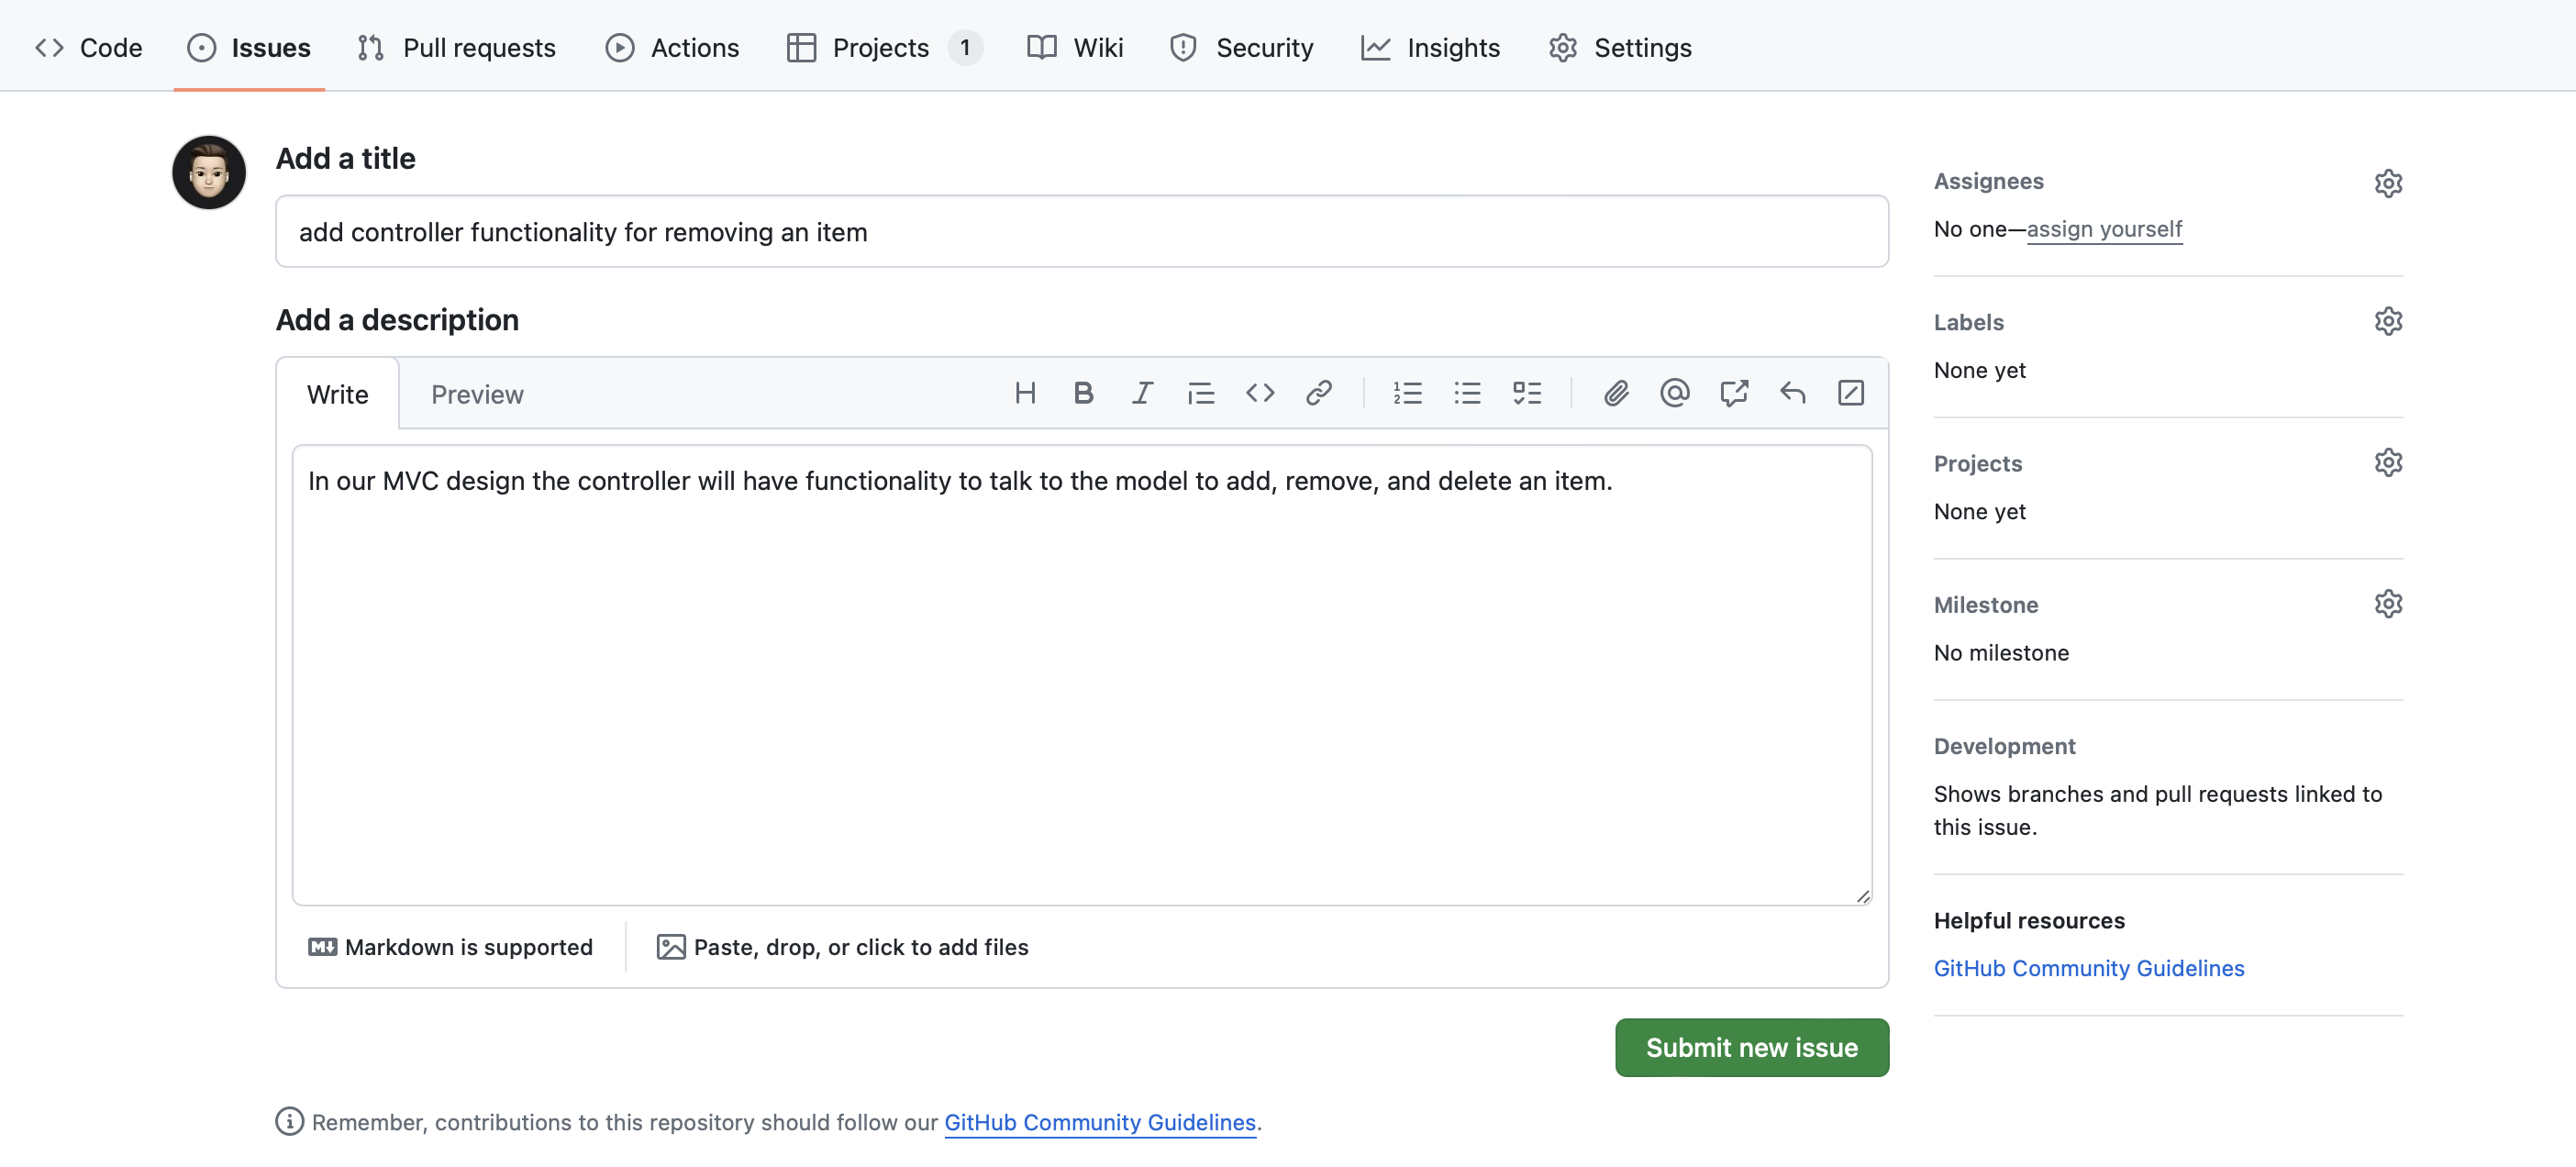 Code Issues Pull requests Actions Projects 1 Wiki Security Insights Settings
Add a title
add controller functionality for removing an item
Add a description
Write Preview
In our MVC design the controller will have functionality to talk to the model to add, remove, and delete an item.
Markdown is supported Paste, drop, or click to add files
Submit new issue
Remember, contributions to this repository should follow our GitHub Community Guidelines.
Assignees
No one—assign yourself
Labels
None yet
Projects
None yet
Milestone
No milestone
Development
Shows branches and pull requests linked to
this issue.
Helpful resources
GitHub Community Guidelines